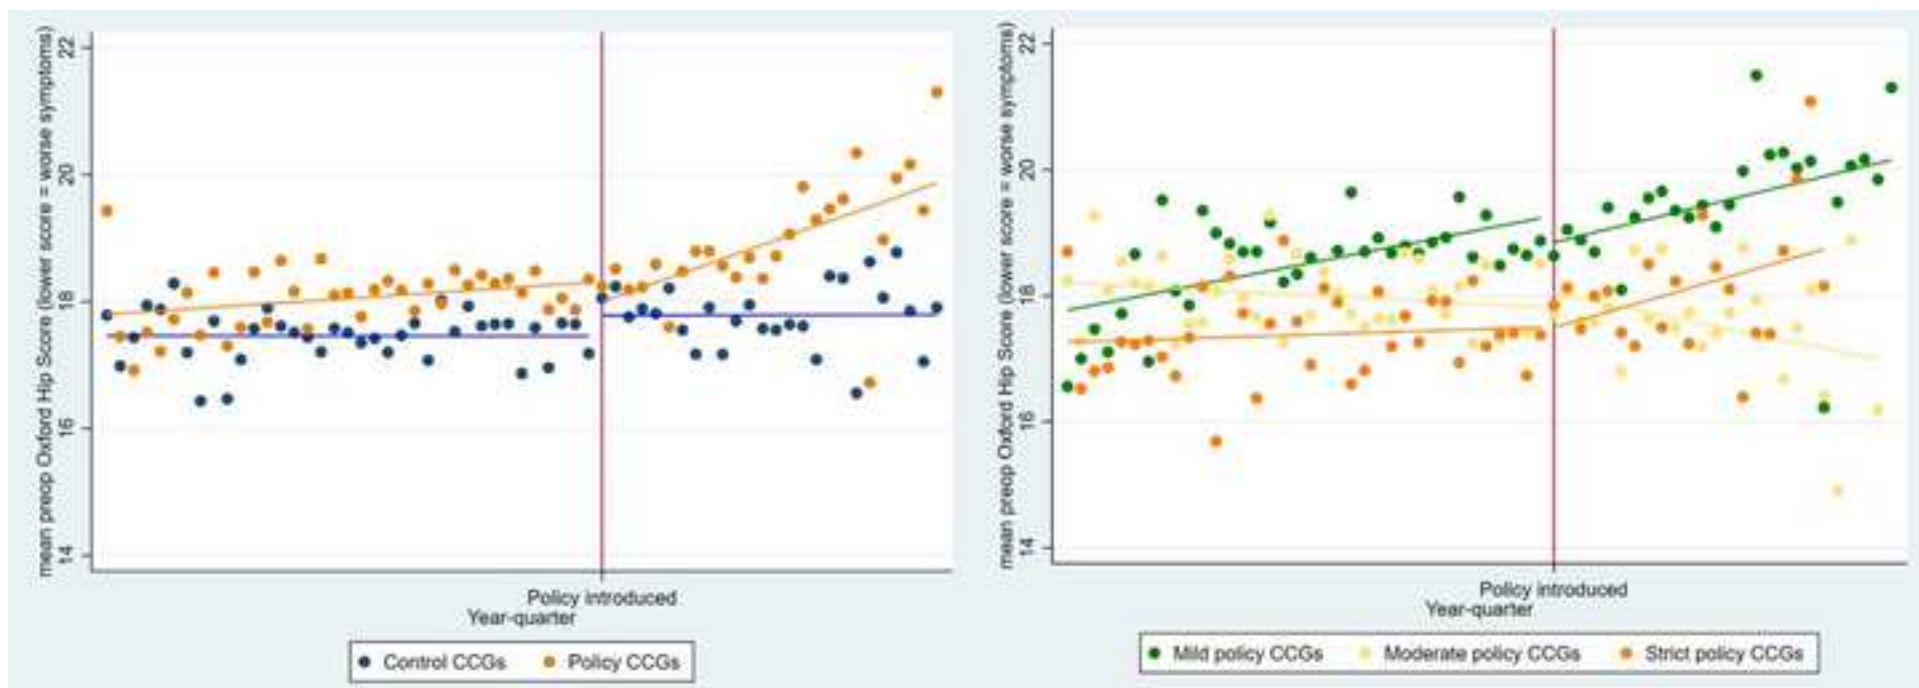 mean preop Oxford Hip Score (lower score = worse symptoms)
22
20
18
16
14
Policy introduced
Year-quarter
Control CCGs Policy CCGs
mean preop Oxford Hip Score (lower score = worse symptoms)
22
20
18
16
14
Policy introduced
Year-quarter
Mild policy CCGs Moderate policy CCGs Strict policy CCGs